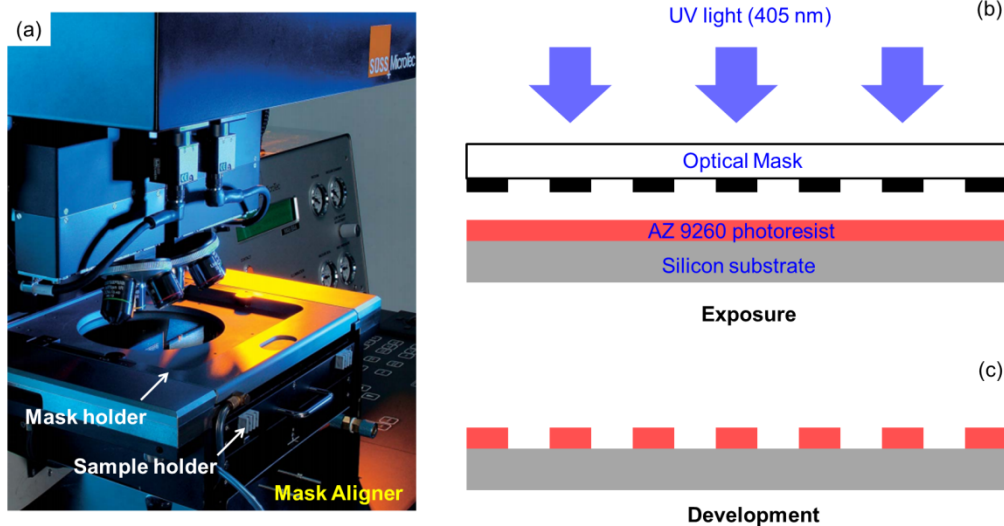 (a)
SUSS MicroTec
Mask holder
Sample holder
Mask Aligner
(b)
UV light (405 nm)
Optical Mask
AZ 9260 photoresist
Silicon substrate
Exposure
(c)
Development